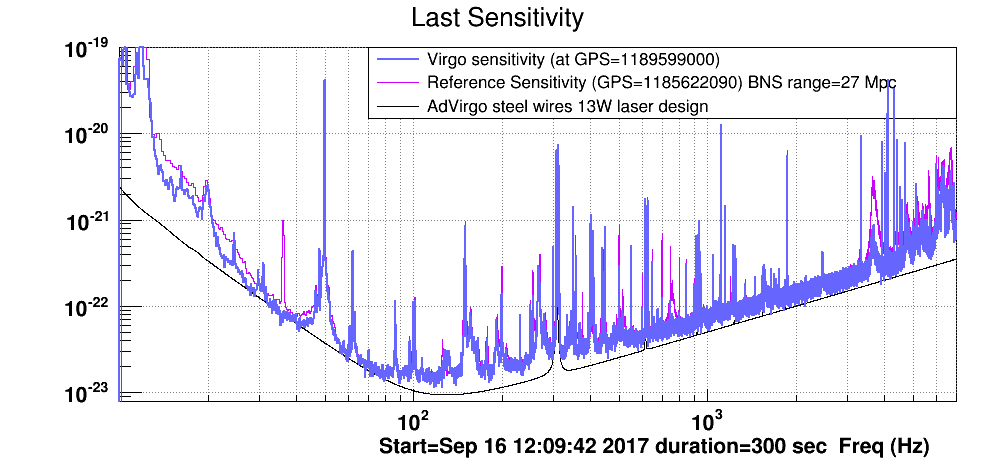 Last Sensitivity
Virgo sensitivity (at GPS=1189599000)
Reference Sensitivity (GPS=1185622090) BNS range=27 Mpc
AdVirgo steel wires 13W laser design
10^-19
10^-20
10^-21
10^-22
10^-23
10^2 10^3
Start=Sep 16 12:09:42 2017 duration=300 sec Freq (Hz)